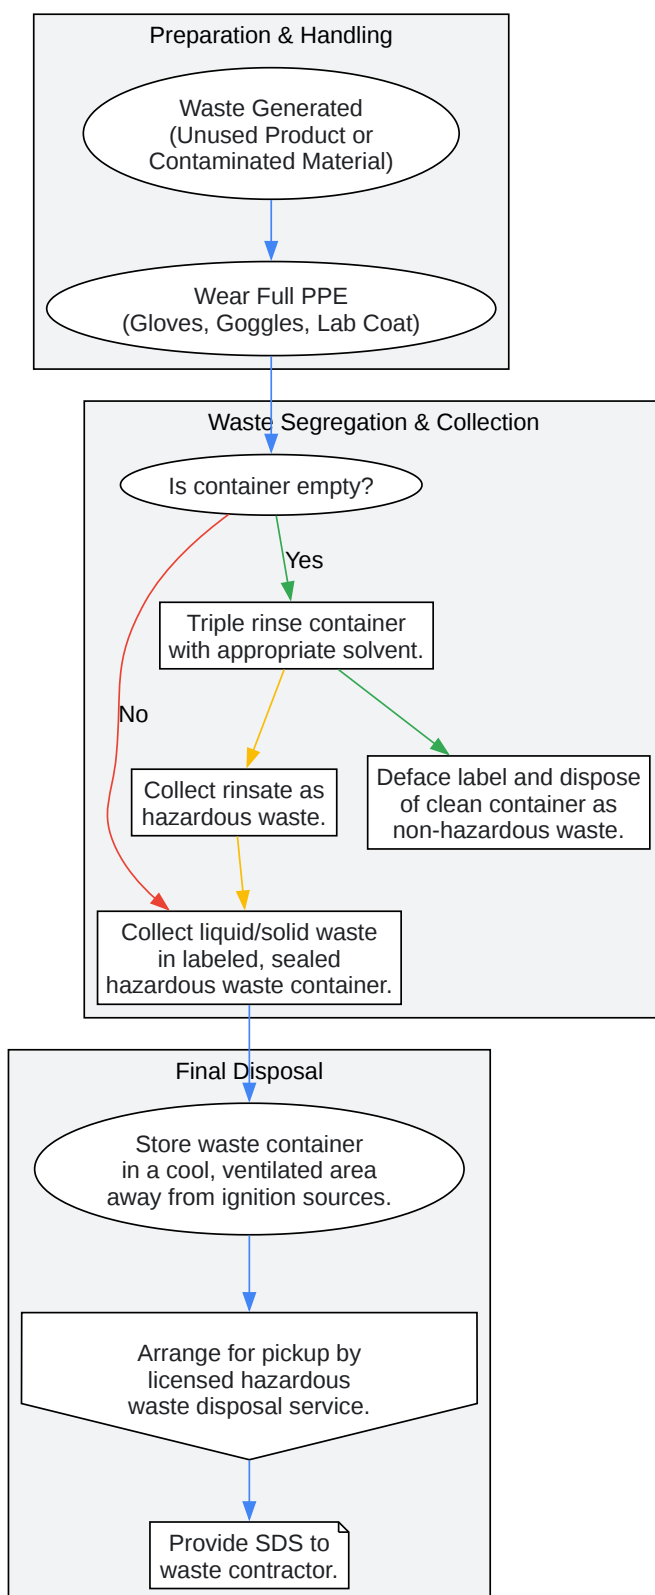 Preparation & Handling
Waste Generated
(Unused Product or
Contaminated Material)
Wear Full PPE
(Gloves, Goggles, Lab Coat)
Waste Segregation & Collection
Is container empty?
Yes
Triple rinse container
with appropriate solvent.
No
Collect rinsate as
hazardous waste.
Deface label and dispose
of clean container as
non-hazardous waste.
Collect liquid/solid waste
in labeled, sealed
hazardous waste container.
Final Disposal
Store waste container
in a cool, ventilated area
away from ignition sources.
Arrange for pickup by
licensed hazardous
waste disposal service.
Provide SDS to
waste contractor.